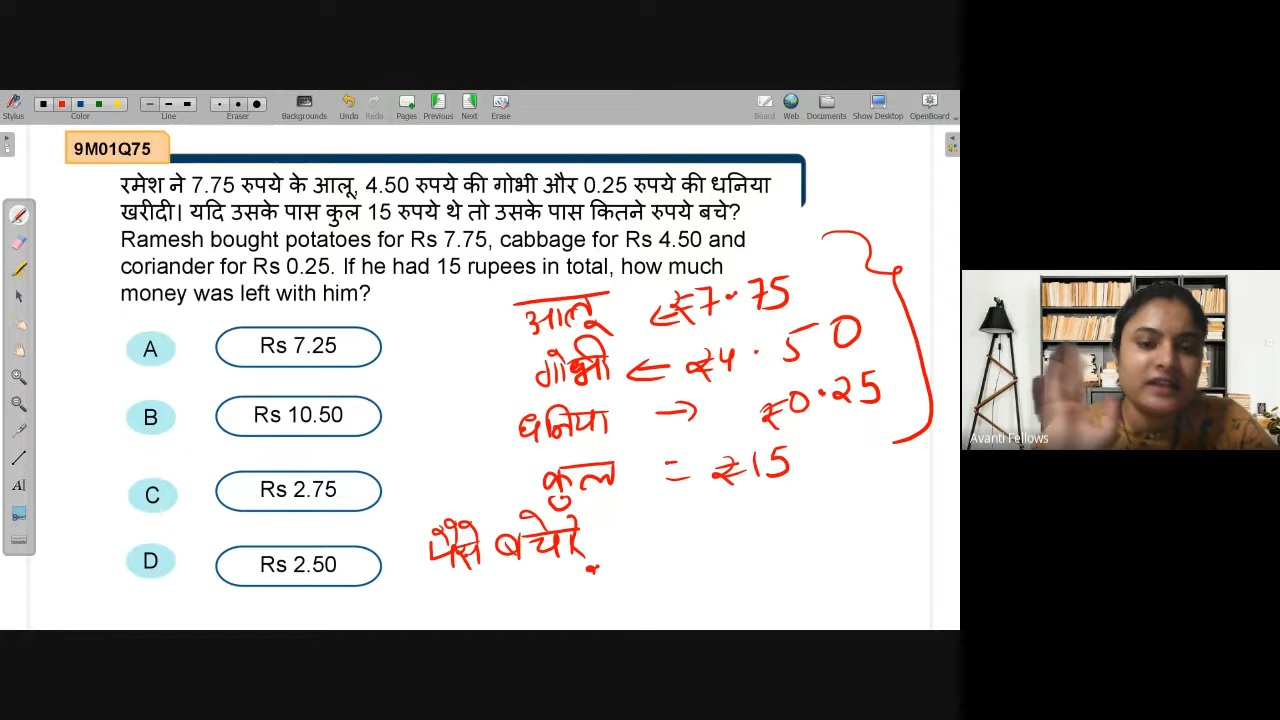 Stylus
Color
Line
Eraser
Backgrounds
Undo
Redo
Pages
Previous
Next
Erase
Board
Web
Documents
Show Desktop
OpenBoard
9M01Q75
रमेश ने 7.75 रुपये के आलू, 4.50 रुपये की गोभी और 0.25 रुपये की धनिया
खरीदी। यदि उसके पास कुल 15 रुपये थे तो उसके पास कितने रुपये बचे?
Ramesh bought potatoes for Rs 7.75, cabbage for Rs 4.50 and
coriander for Rs 0.25. If he had 15 rupees in total, how much
money was left with him?
A Rs 7.25
B Rs 10.50
C Rs 2.75
D Rs 2.50
आलू ← ₹7.75
गोभी ← ₹4.50
धनिया → ₹0.25
कुल = ₹15
पैसे बचे?
Avanti Fellows